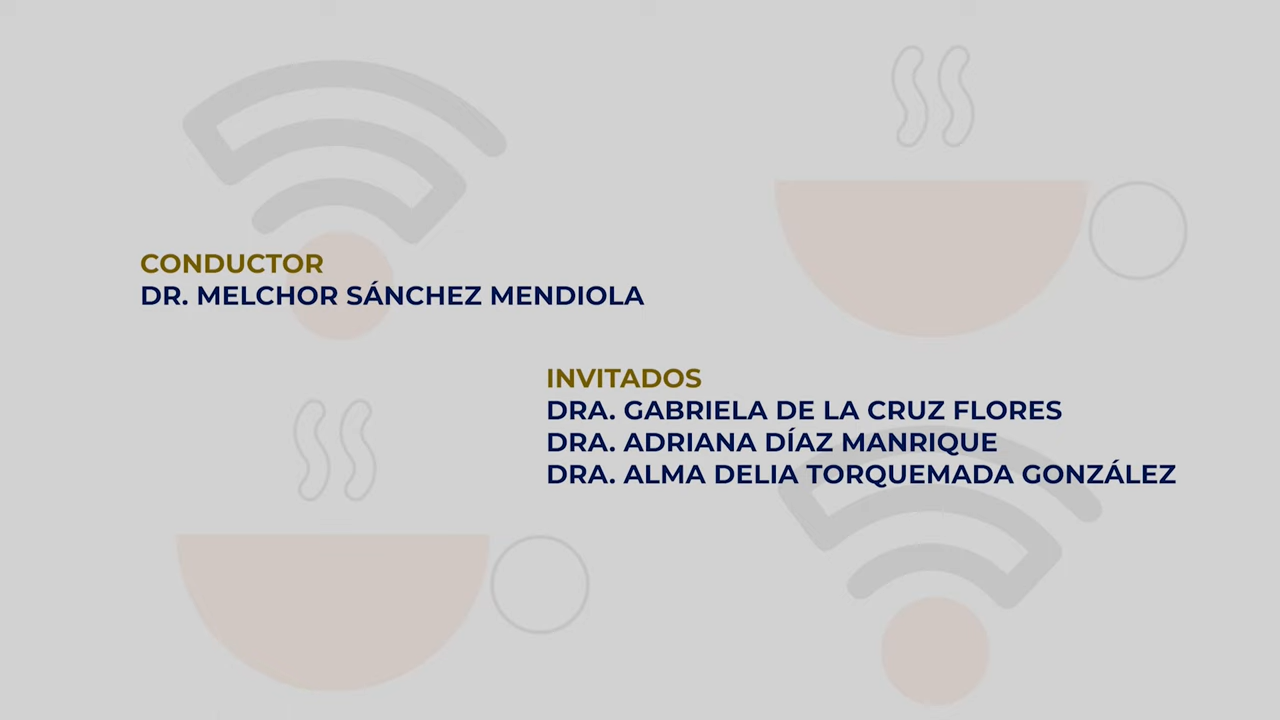 CONDUCTOR
DR. MELCHOR SÁNCHEZ MENDIOLA
INVITADOS
DRA. GABRIELA DE LA CRUZ FLORES
DRA. ADRIANA DÍAZ MANRIQUE
DRA. ALMA DELIA TORQUEMADA GONZÁLEZ